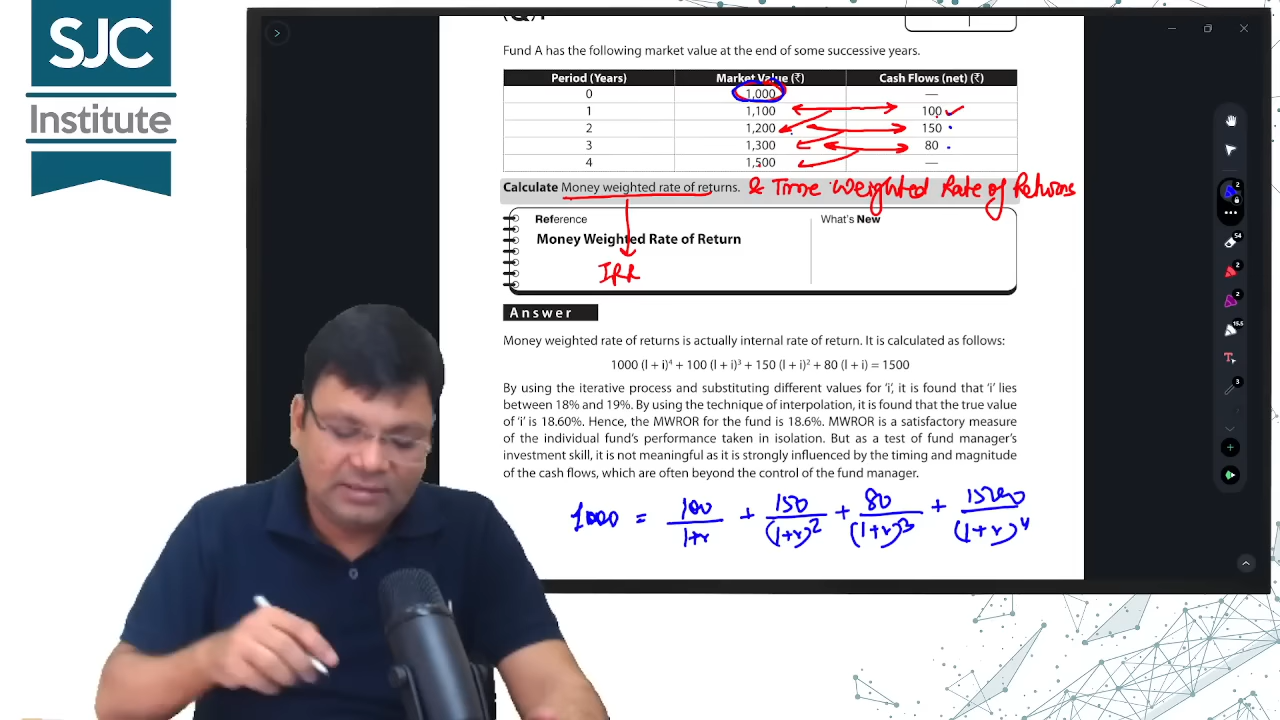 SJC
Institute
Fund A has the following market value at the end of some successive years.
Period (Years) Market Value (₹) Cash Flows (net) (₹)
0 1,000 —
1 1,100 100
2 1,200 150
3 1,300 80
4 1,500 —
Calculate Money weighted rate of returns. & Time Weighted Rate of Returns
Reference What's New
Money Weighted Rate of Return
IRR
Answer
Money weighted rate of returns is actually internal rate of return. It is calculated as follows:
1000 (l + i)⁴ + 100 (l + i)³ + 150 (l + i)² + 80 (l + i) = 1500
By using the iterative process and substituting different values for 'i', it is found that 'i' lies
between 18% and 19%. By using the technique of interpolation, it is found that the true value
of 'i' is 18.60%. Hence, the MWROR for the fund is 18.6%. MWROR is a satisfactory measure
of the individual fund's performance taken in isolation. But as a test of fund manager's
investment skill, it is not meaningful as it is strongly influenced by the timing and magnitude
of the cash flows, which are often beyond the control of the fund manager.
1000 = 100/1+r + 150/(1+r)² + 80/(1+r)³ + /(1+r)⁴